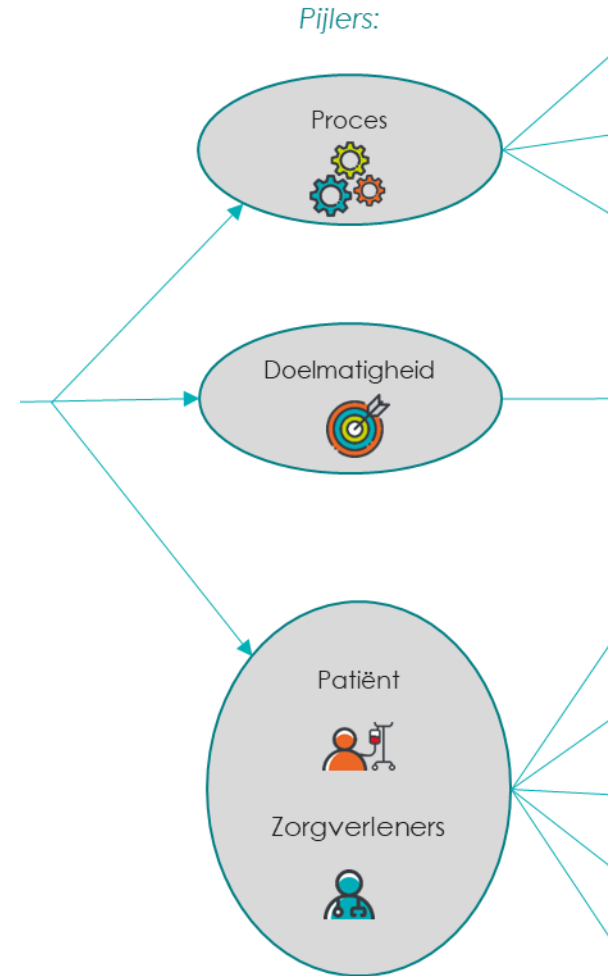 Pijlers:
Proces
Doelmatigheid
Patiënt
Zorgverleners